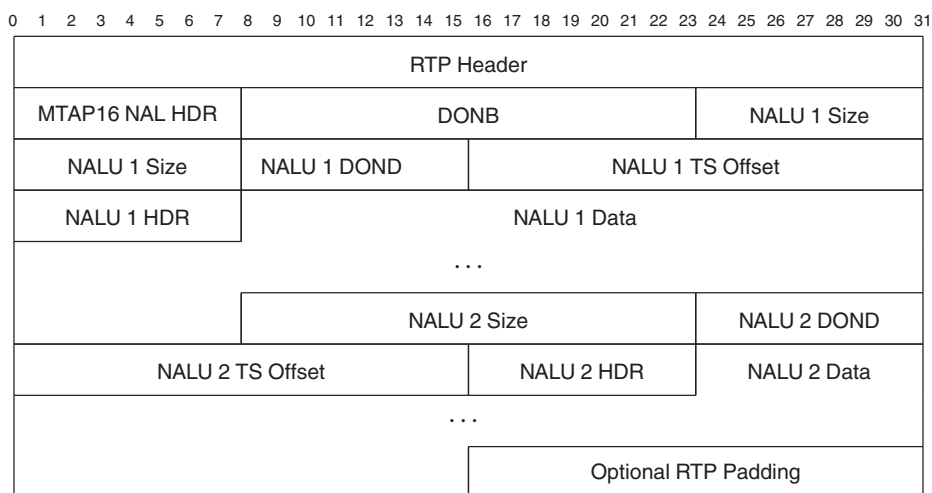 0 1 2 3 4 5 6 7 8 9 10 11 12 13 14 15 16 17 18 19 20 21 22 23 24 25 26 27 28 29 30 31
RTP Header
MTAP16 NAL HDR DONB NALU 1 Size
NALU 1 Size NALU 1 DOND NALU 1 TS Offset
NALU 1 HDR NALU 1 Data
...
NALU 2 Size NALU 2 DOND
NALU 2 TS Offset NALU 2 HDR NALU 2 Data
...
Optional RTP Padding